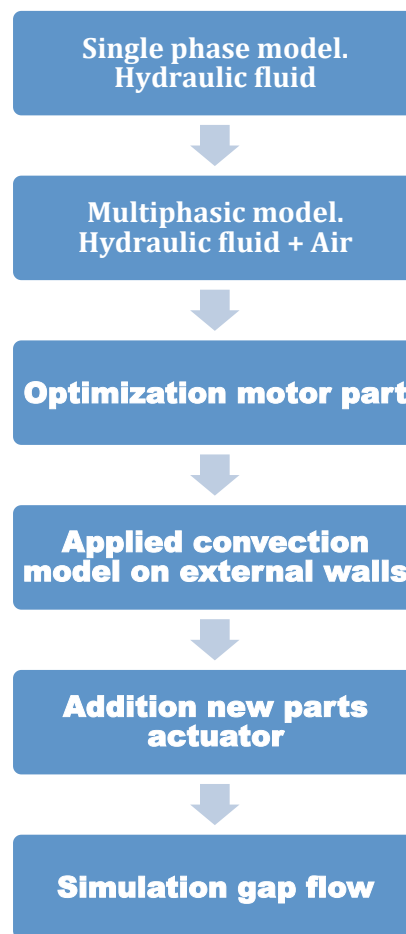 Single phase model.
Hydraulic fluid
Multiphasic model.
Hydraulic fluid + Air
Optimization motor part
Applied convection
model on external walls
Addition new parts
actuator
Simulation gap flow